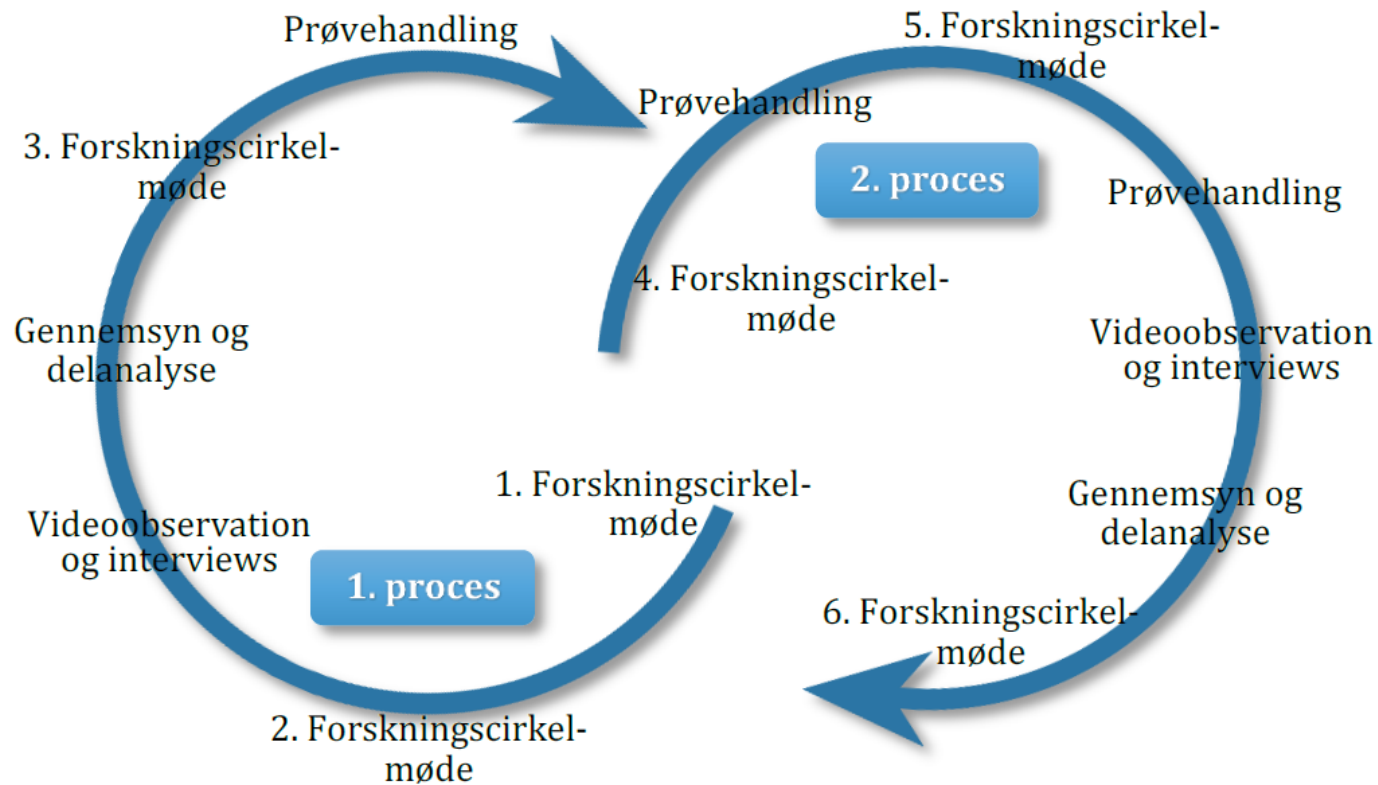 Prøvehandling
3. Forskningscirkel-
møde
Gennemsyn og
delanalyse
Videoobservation
og interviews
1. proces
2. Forskningscirkel-
møde
1. Forskningscirkel-
møde
5. Forskningscirkel-
møde
Prøvehandling
2. proces
4. Forskningscirkel-
møde
Prøvehandling
Videoobservation
og interviews
Gennemsyn og
delanalyse
6. Forskningscirkel-
møde